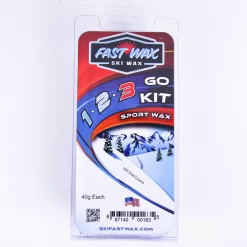 FAST WAX
SKI WAX
GO
1·2·3
KIT
SPORT WAX
40g Each
SKIFASTWAX.COM